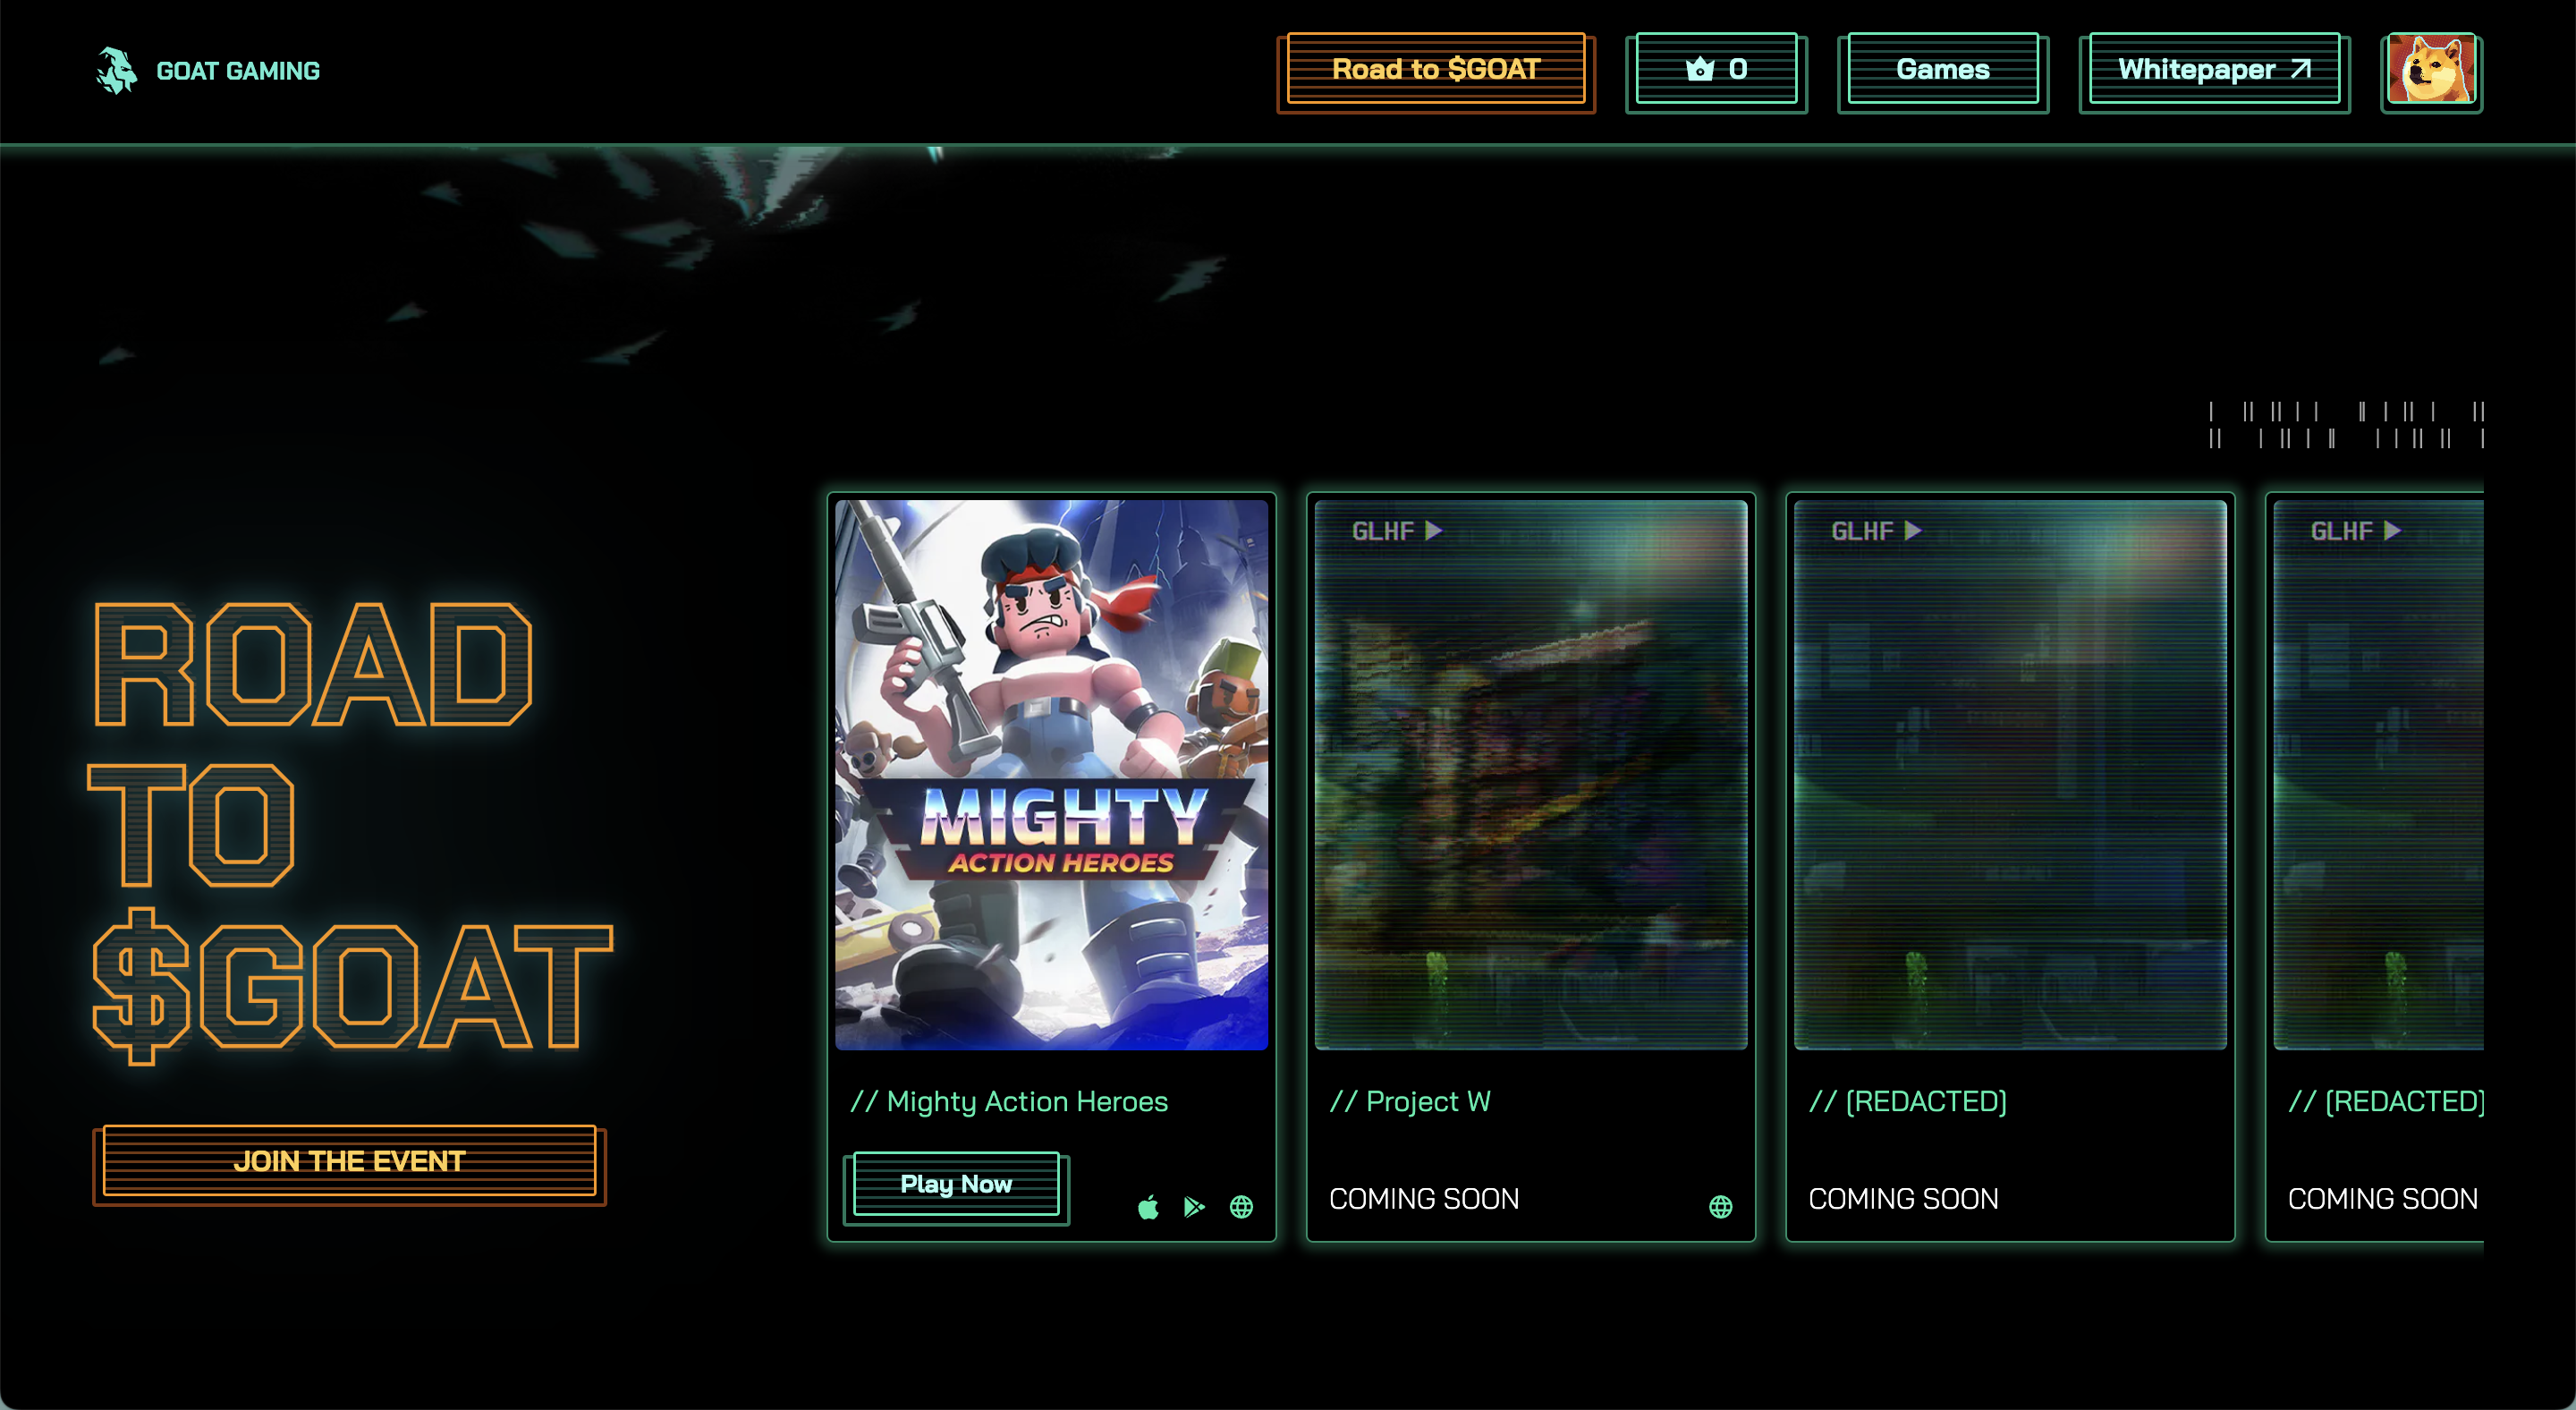 GOAT GAMING
Road to $GOAT
0
Games
Whitepaper
ROAD
TO
$GOAT
JOIN THE EVENT
MIGHTY
ACTION HEROES
// Mighty Action Heroes
Play Now
GLHF
// Project W
COMING SOON
GLHF
// [REDACTED]
COMING SOON
GLHF
// [REDACTED]
COMING SOON